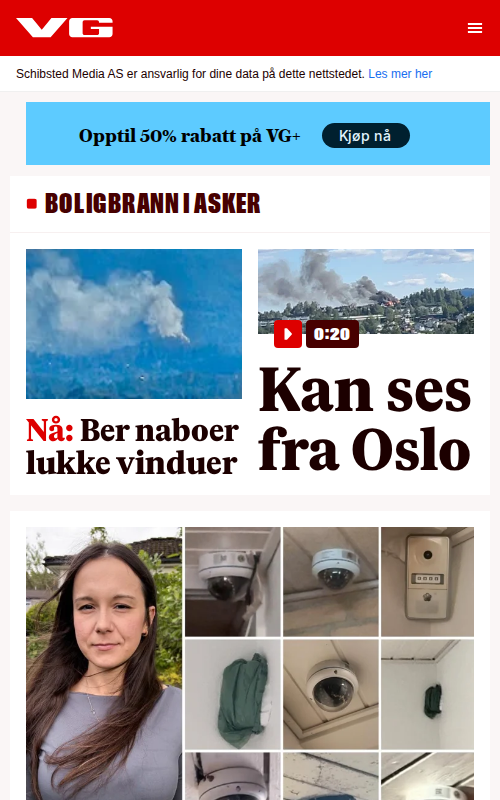 VG
Schibsted Media AS er ansvarlig for dine data på dette nettstedet. Les mer her
Opptil 50% rabatt på VG+
Kjøp nå
BOLIGBRANN I ASKER
0:20
Nå: Ber naboer
lukke vinduer
Kan ses
fra Oslo